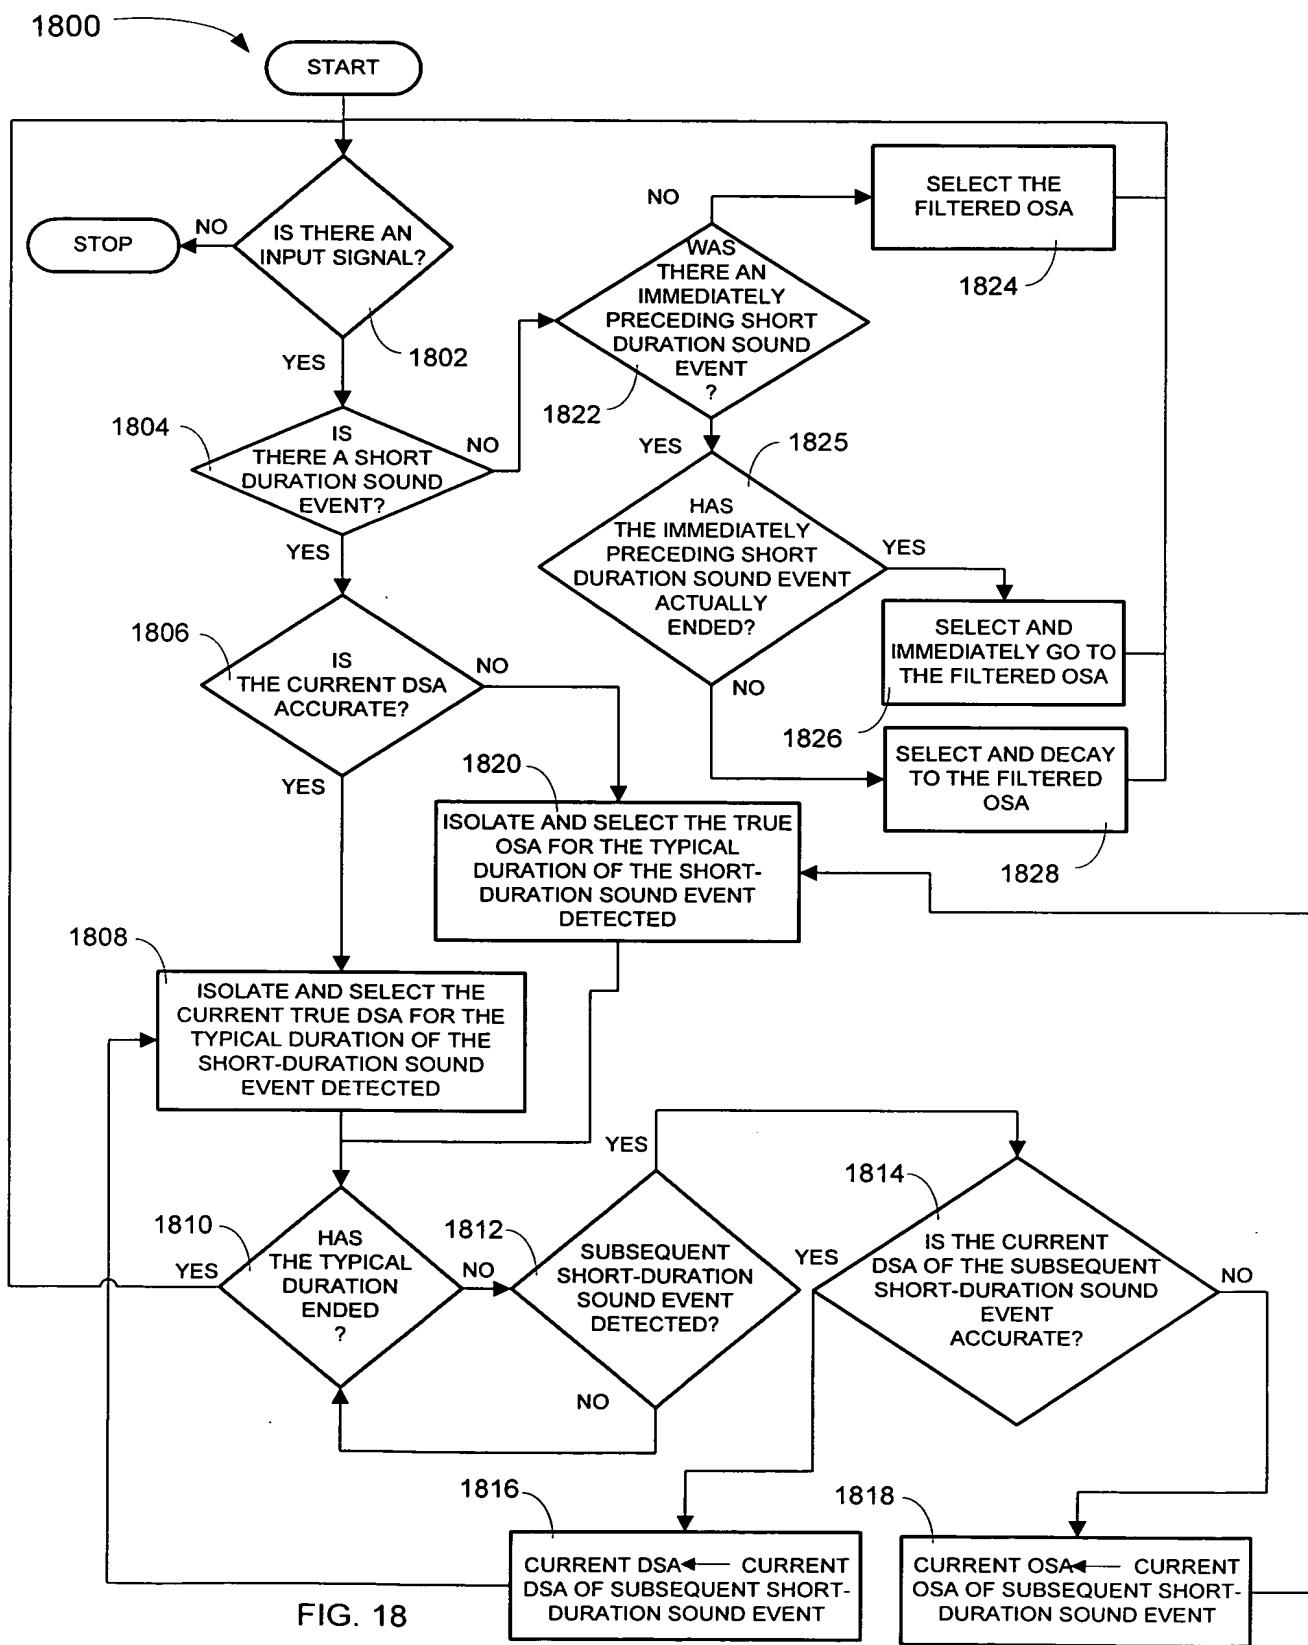 1800
START
IS THERE AN
INPUT SIGNAL?
NO
STOP
YES
1802
1804
IS
THERE A SHORT
DURATION SOUND
EVENT?
NO
YES
1806
IS
THE CURRENT DSA
ACCURATE?
NO
YES
WAS
THERE AN
IMMEDIATELY
PRECEDING SHORT
DURATION SOUND
EVENT
?
NO
1822
YES
SELECT THE
FILTERED OSA
1824
1825
HAS
THE IMMEDIATELY
PRECEDING SHORT
DURATION SOUND EVENT
ACTUALLY
ENDED?
YES
NO
SELECT AND
IMMEDIATELY GO TO
THE FILTERED OSA
1826
SELECT AND DECAY
TO THE FILTERED
OSA
1828
1820
ISOLATE AND SELECT THE TRUE
OSA FOR THE TYPICAL
DURATION OF THE SHORT-
DURATION SOUND EVENT
DETECTED
1808
ISOLATE AND SELECT THE
CURRENT TRUE DSA FOR THE
TYPICAL DURATION OF THE
SHORT-DURATION SOUND
EVENT DETECTED
1810
HAS
THE TYPICAL
DURATION
ENDED
?
YES
NO
1812
SUBSEQUENT
SHORT-DURATION
SOUND EVENT
DETECTED?
YES
NO
1814
IS THE CURRENT
DSA OF THE SUBSEQUENT
SHORT-DURATION SOUND
EVENT
ACCURATE?
YES
NO
1816
CURRENT DSA ← CURRENT
DSA OF SUBSEQUENT SHORT-
DURATION SOUND EVENT
1818
CURRENT OSA ← CURRENT
OSA OF SUBSEQUENT SHORT-
DURATION SOUND EVENT
FIG. 18